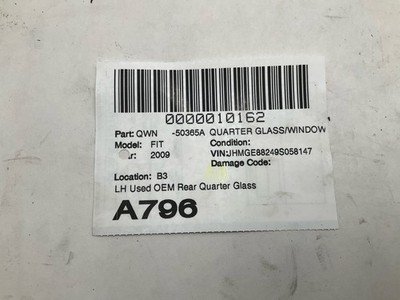 0000010162
Part: QWN -50365A QUARTER GLASS/WINDOW
Model: FIT Condition:
r: 2009 VIN:JHMGE88249S058147
Damage Code:
Location: B3
LH Used OEM Rear Quarter Glass
A796